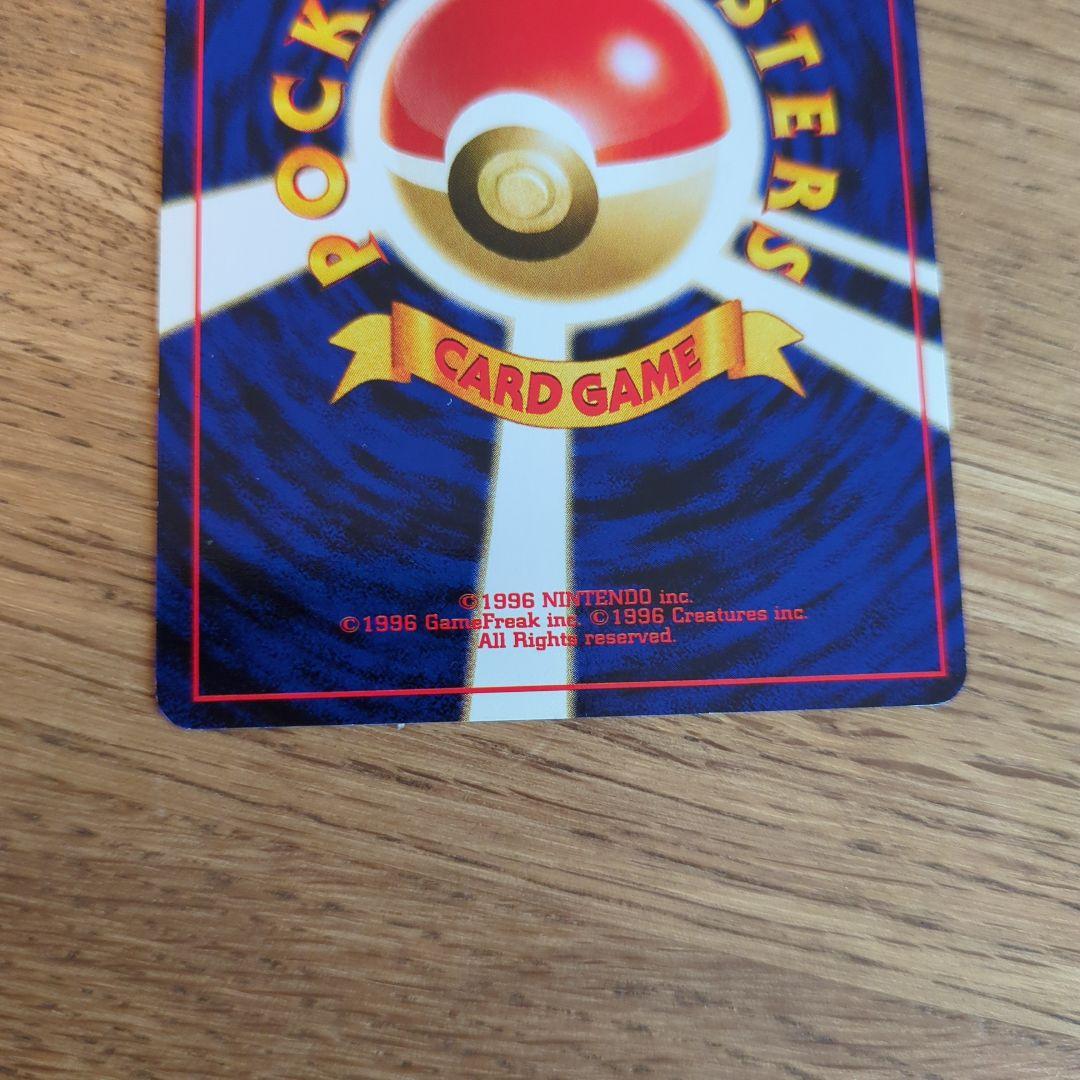 POCK
STERS
CARD GAME
©1996 NINTENDO inc.
©1996 GameFreak inc. ©1996 Creatures inc.
All Rights reserved.